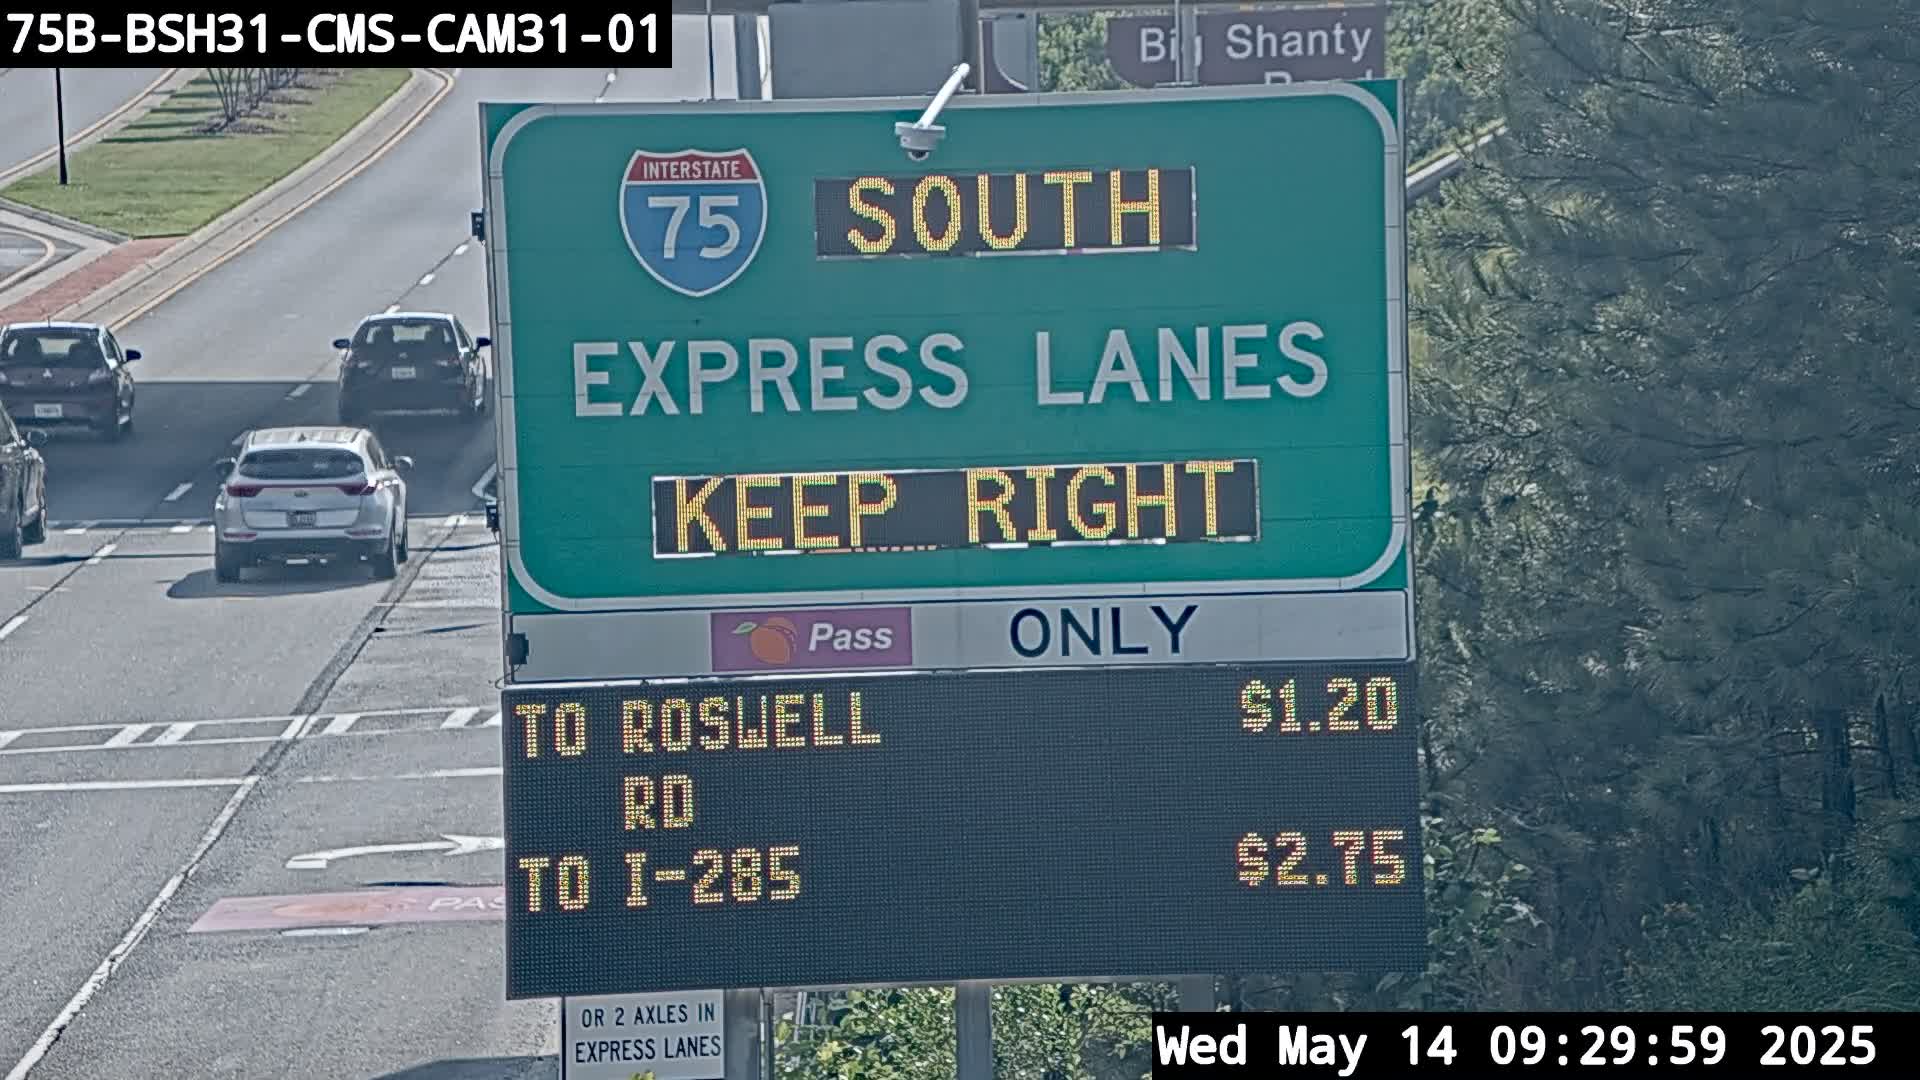 75B-BSH31-CMS-CAM31-01
Big Shanty
Road
INTERSTATE
75
SOUTH
EXPRESS LANES
KEEP RIGHT
Pass
ONLY
TO ROSWELL $1.20
RD
TO I-285 $2.75
PAS
OR 2 AXLES IN
EXPRESS LANES
Wed May 14 09:29:59 2025